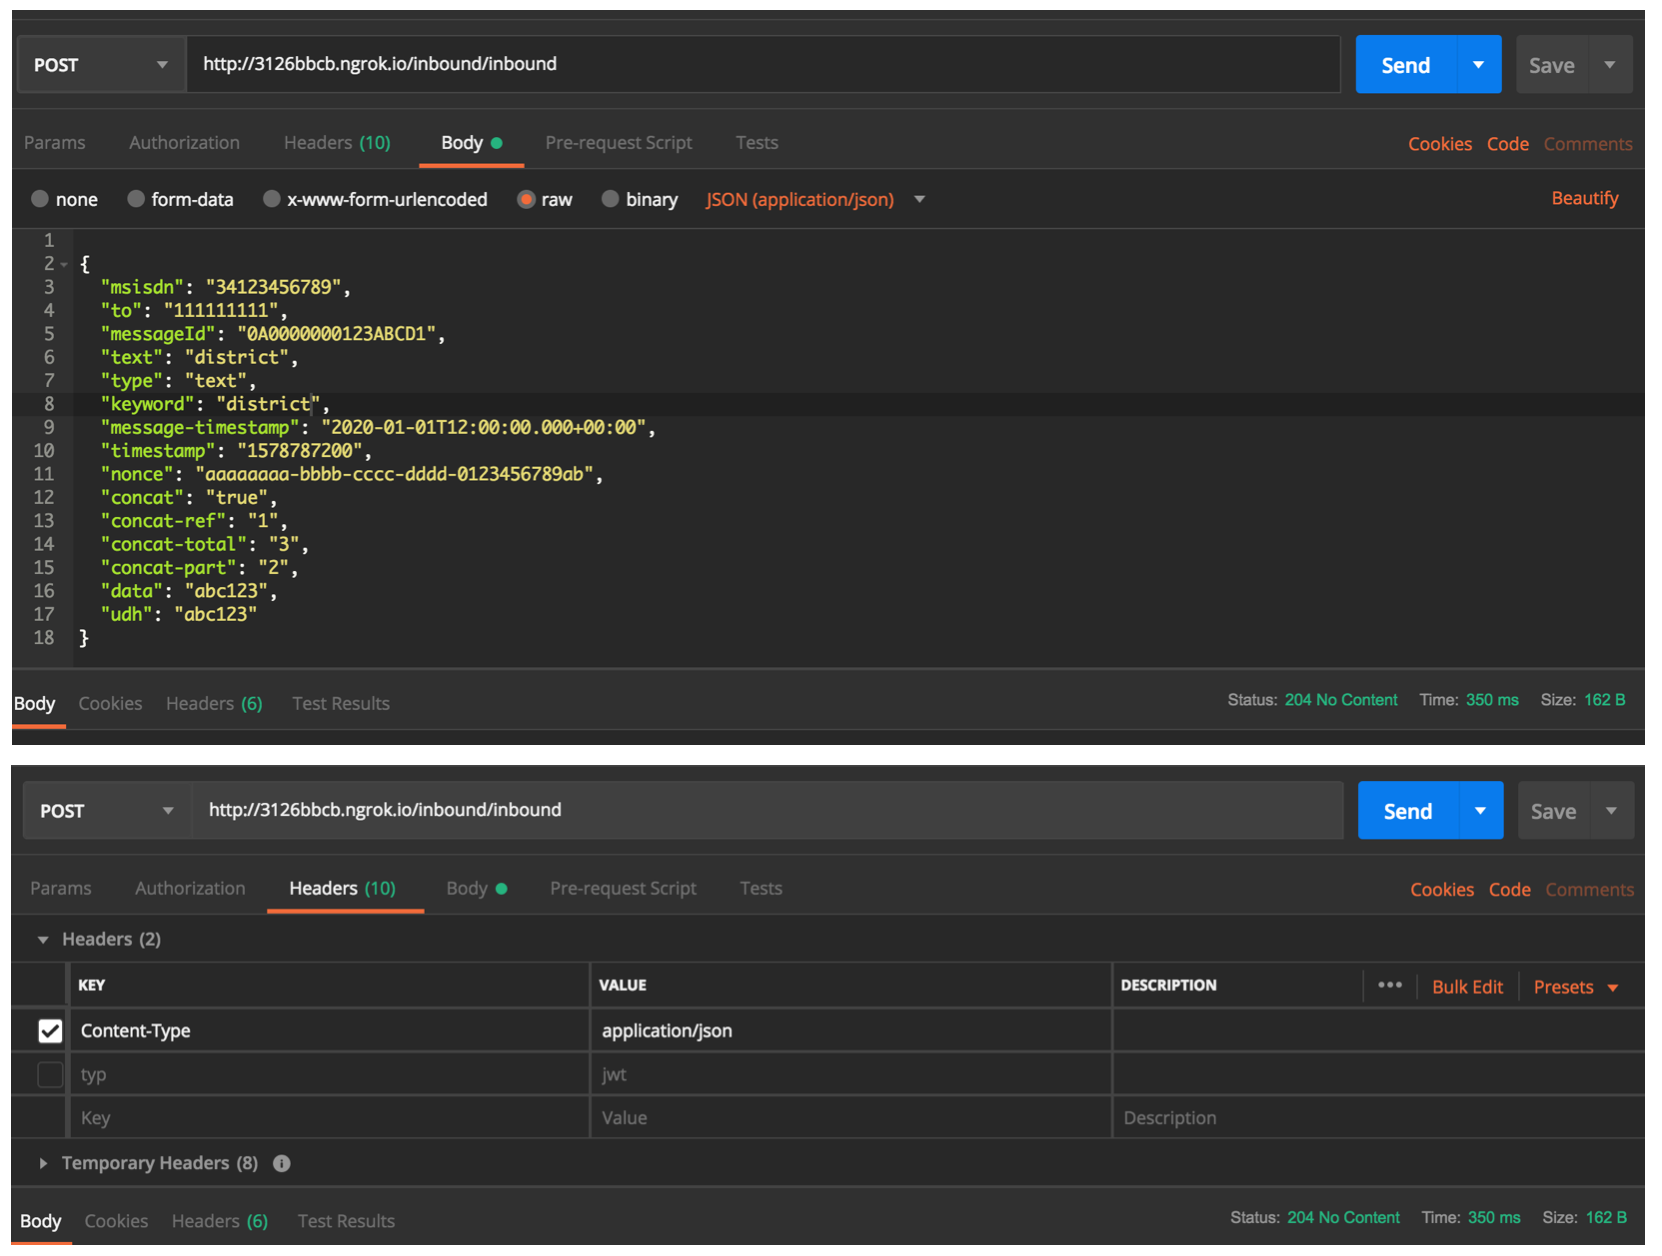 POST http://3126bbcb.ngrok.io/inbound/inbound Send Save
Params Authorization Headers (10) Body Pre-request Script Tests Cookies Code Comments
none form-data x-www-form-urlencoded raw binary JSON (application/json) Beautify
1
2 {
3 "msisdn": "34123456789",
4 "to": "111111111",
5 "messageId": "0A0000000123ABCD1",
6 "text": "district",
7 "type": "text",
8 "keyword": "district",
9 "message-timestamp": "2020-01-01T12:00:00.000+00:00",
10 "timestamp": "1578787200",
11 "nonce": "aaaaaaaa-bbbb-cccc-dddd-0123456789ab",
12 "concat": "true",
13 "concat-ref": "1",
14 "concat-total": "3",
15 "concat-part": "2",
16 "data": "abc123",
17 "udh": "abc123"
18 }
Body Cookies Headers (6) Test Results Status: 204 No Content Time: 350 ms Size: 162 B
POST http://3126bbcb.ngrok.io/inbound/inbound Send Save
Params Authorization Headers (10) Body Pre-request Script Tests Cookies Code Comments
Headers (2)
KEY VALUE DESCRIPTION ••• Bulk Edit Presets
Content-Type application/json
typ jwt
Key Value Description
Temporary Headers (8) i
Body Cookies Headers (6) Test Results Status: 204 No Content Time: 350 ms Size: 162 B